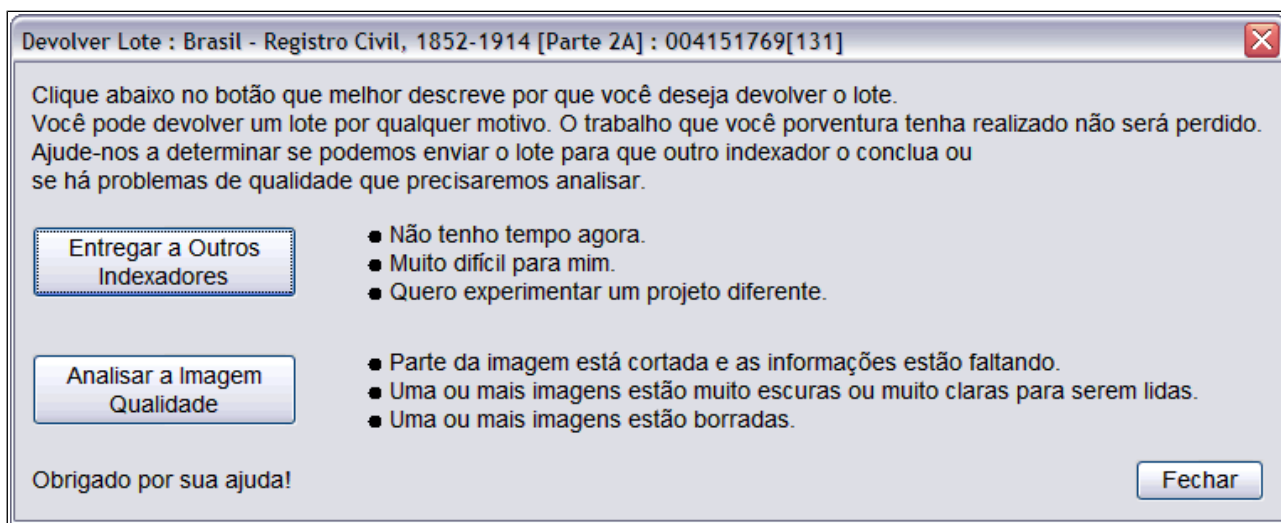 Devolver Lote : Brasil - Registro Civil, 1852-1914 [Parte 2A] : 004151769[131]
Clique abaixo no botão que melhor descreve por que você deseja devolver o lote.
Você pode devolver um lote por qualquer motivo. O trabalho que você porventura tenha realizado não será perdido.
Ajude-nos a determinar se podemos enviar o lote para que outro indexador o conclua ou
se há problemas de qualidade que precisaremos analisar.
Entregar a Outros
Indexadores
● Não tenho tempo agora.
● Muito difícil para mim.
● Quero experimentar um projeto diferente.
Analisar a Imagem
Qualidade
● Parte da imagem está cortada e as informações estão faltando.
● Uma ou mais imagens estão muito escuras ou muito claras para serem lidas.
● Uma ou mais imagens estão borradas.
Obrigado por sua ajuda!
Fechar